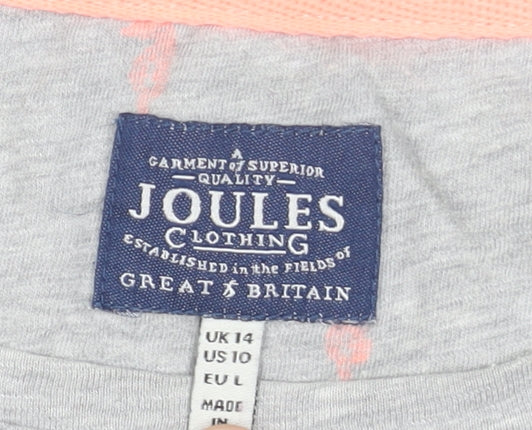 A
GARMENT of SUPERIOR
QUALITY
JOULES
CLOTHING
ESTABLISHED in the FIELDS of
GREAT BRITAIN
UK 14
US 10
EU L
MADE
IN